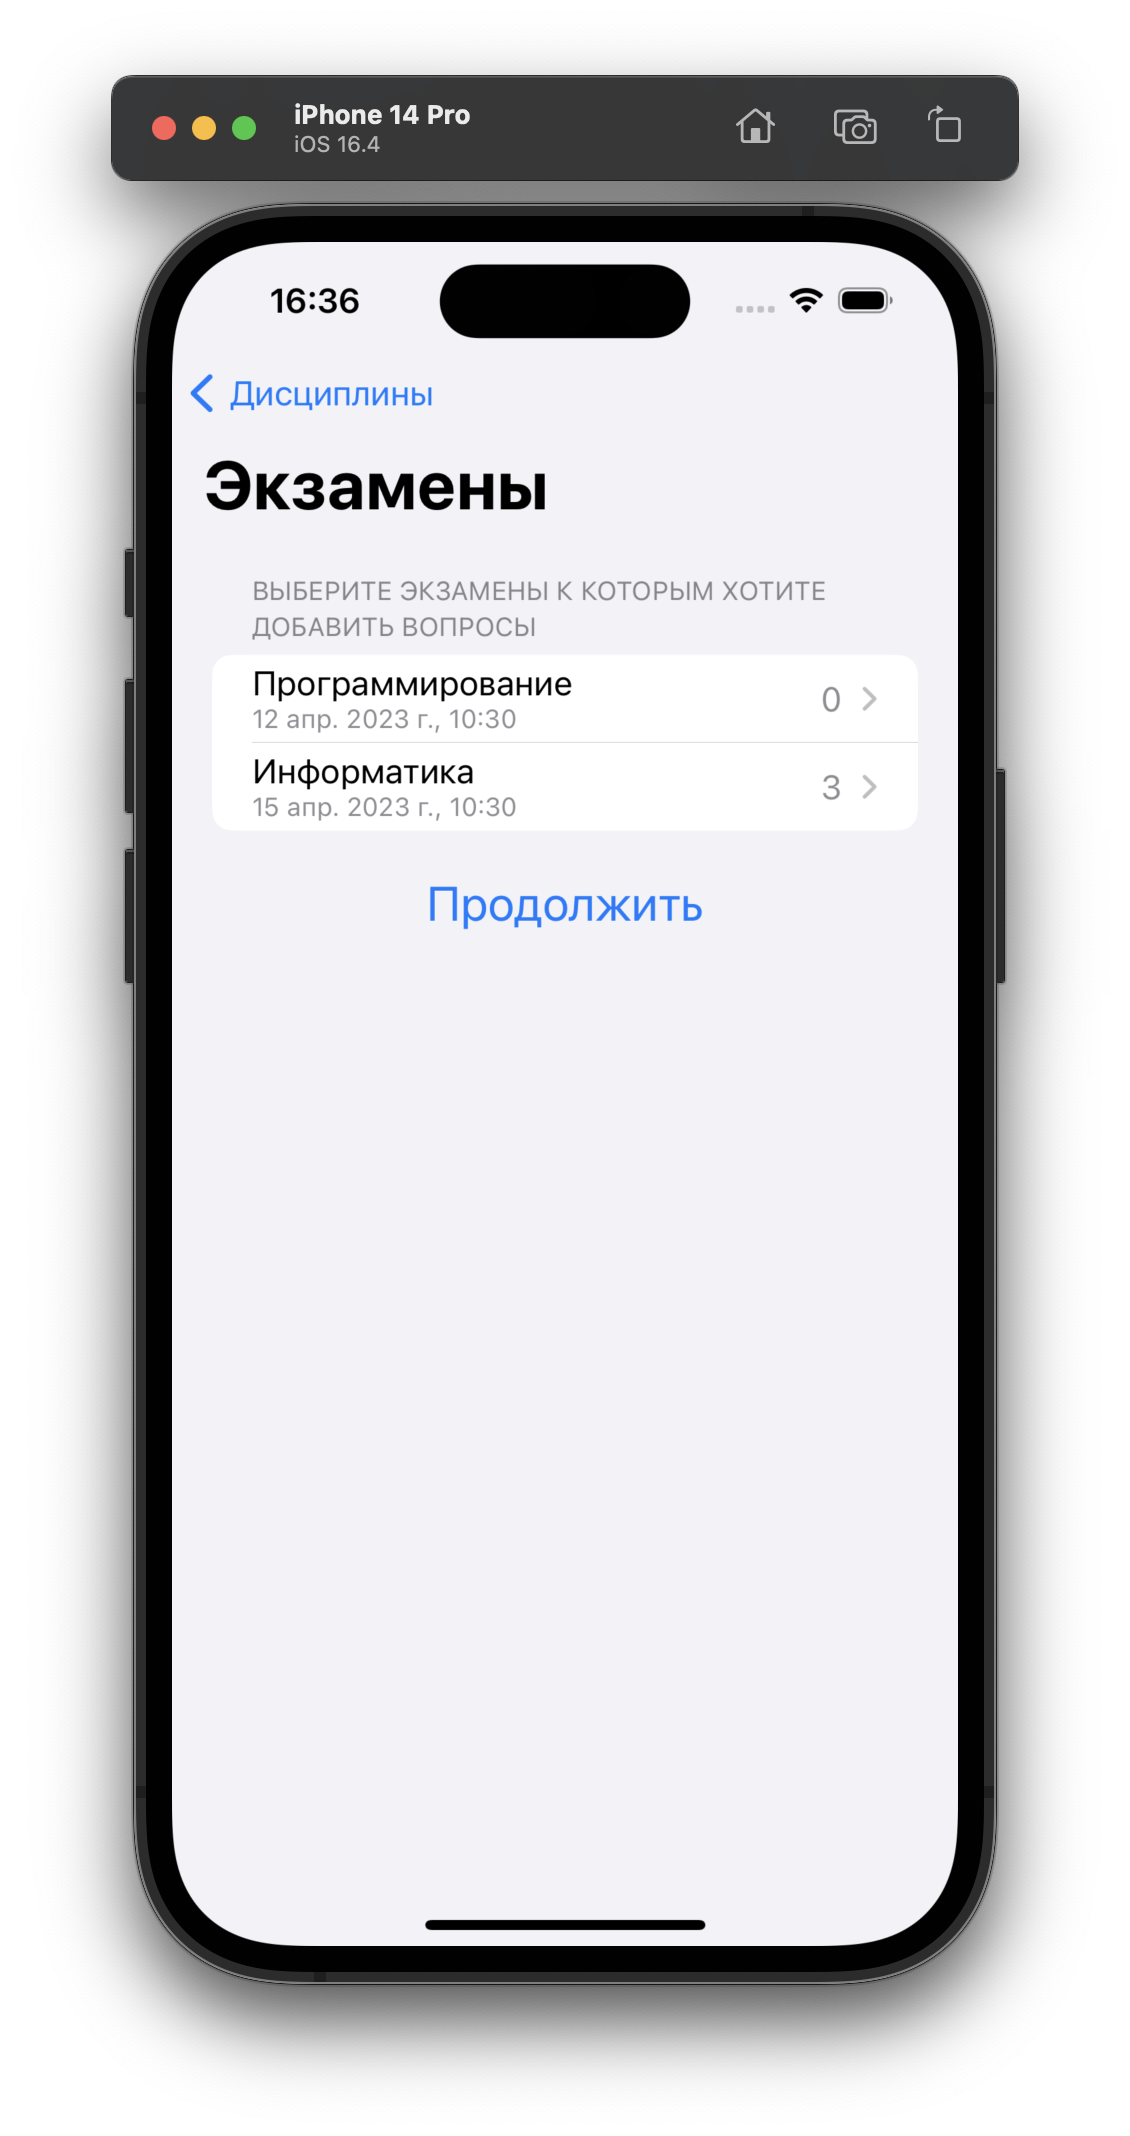 iPhone 14 Pro
iOS 16.4
16:36
Дисциплины
Экзамены
ВЫБЕРИТЕ ЭКЗАМЕНЫ К КОТОРЫМ ХОТИТЕ
ДОБАВИТЬ ВОПРОСЫ
Программирование
12 апр. 2023 г., 10:30
0
Информатика
15 апр. 2023 г., 10:30
3
Продолжить